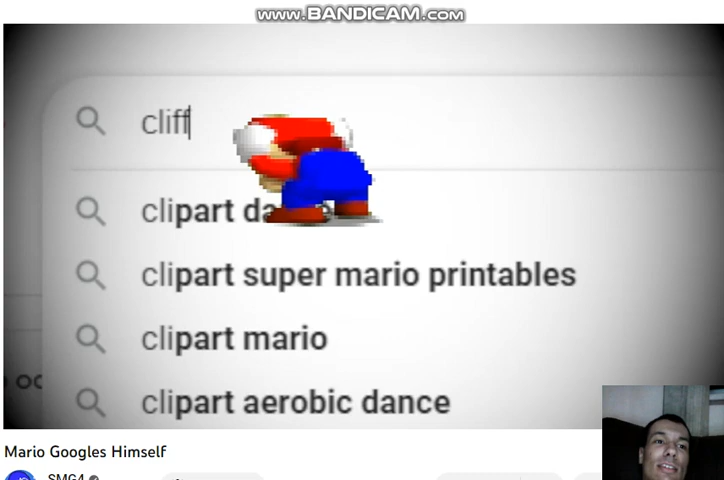 www.BANDICAM.com
cliff
clipart da
clipart super mario printables
clipart mario
clipart aerobic dance
Mario Googles Himself
SMG4